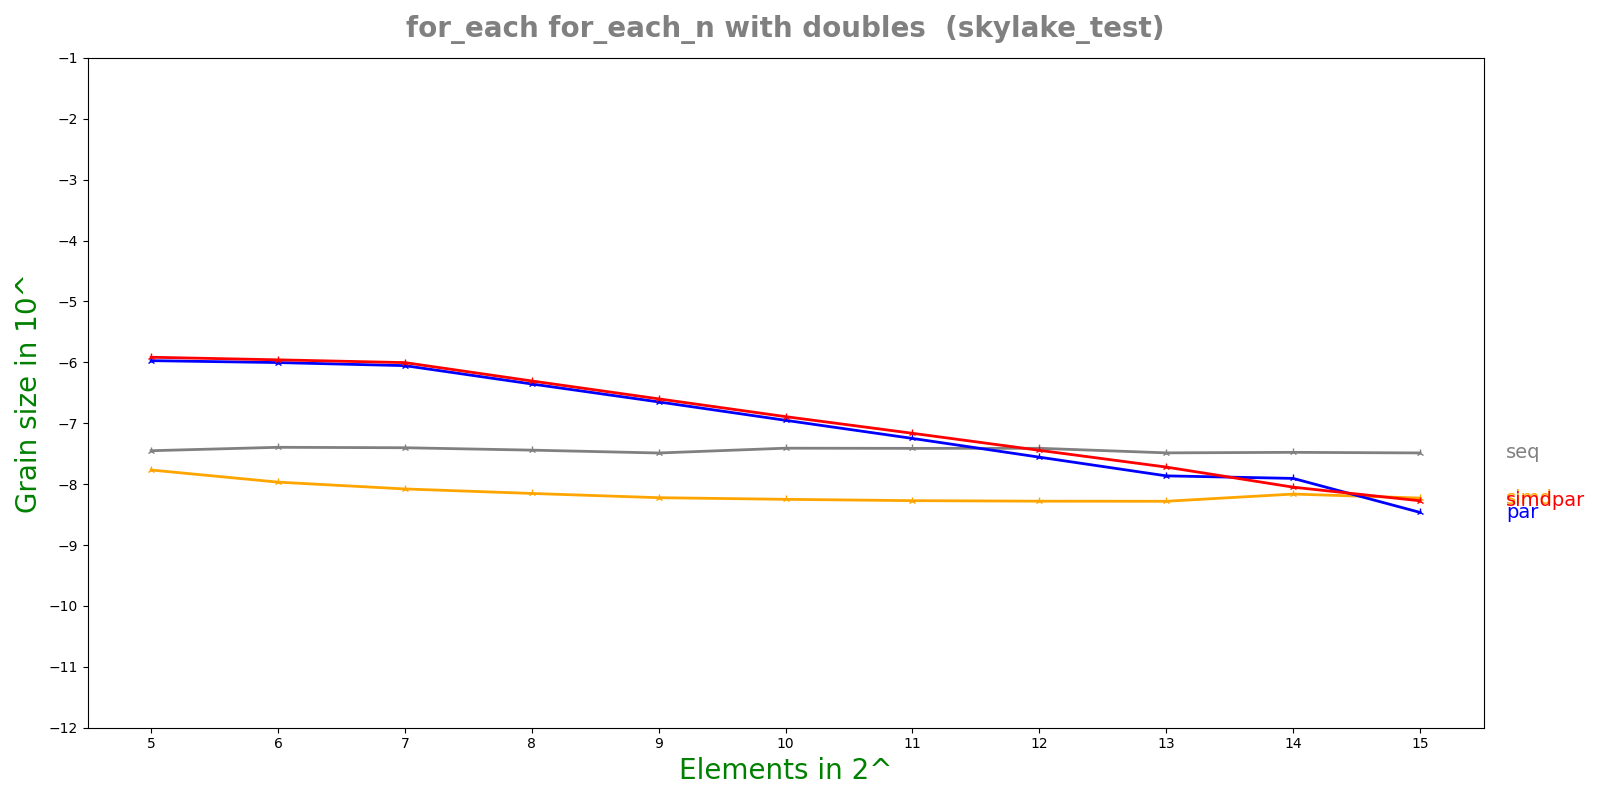 for_each for_each_n with doubles  (skylake_test)
−1
−2
−3
−4
−5
−6
−7
−8
−9
−10
−11
−12
Grain size in 10^
5 6 7 8 9 10 11 12 13 14 15
Elements in 2^
seq
simd
simdpar
par